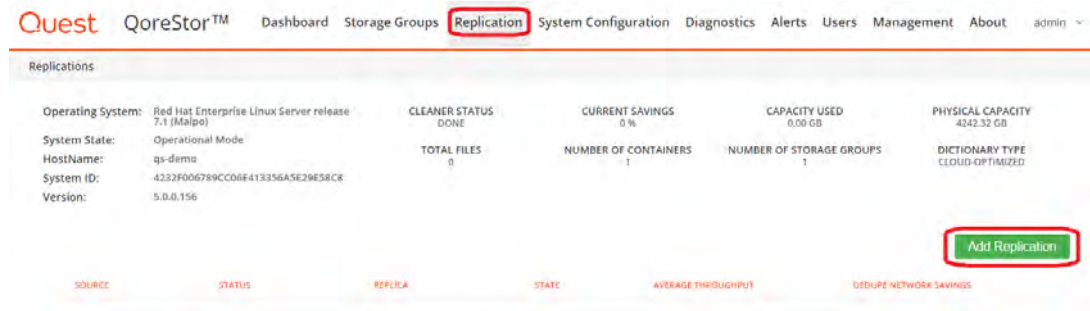 Quest QoreStor™ Dashboard Storage Groups Replication System Configuration Diagnostics Alerts Users Management About admin
Replications
Operating System: Red Hat Enterprise Linux Server release 7.1 (Maipo)
System State: Operational Mode
HostName: qs-demo
System ID: 4232F006789CC06E413356A5E29E58C8
Version: 5.0.0.156
CLEANER STATUS
DONE
CURRENT SAVINGS
0 %
CAPACITY USED
0.00 GB
PHYSICAL CAPACITY
4242.32 GB
TOTAL FILES
0
NUMBER OF CONTAINERS
1
NUMBER OF STORAGE GROUPS
1
DICTIONARY TYPE
CLOUD-OPTIMIZED
Add Replication
SOURCE STATUS REPLICA STATE AVERAGE THROUGHPUT DEDUPE NETWORK SAVINGS